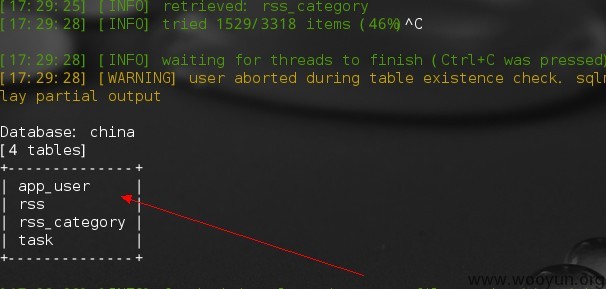 [17:29:25] [INFO] retrieved: rss_category
[17:29:28] [INFO] tried 1529/3318 items (46%)^C
[17:29:28] [INFO] waiting for threads to finish (Ctrl+C was pressed)
[17:29:28] [WARNING] user aborted during table existence check. sqlm
lay partial output
Database: china
[4 tables]
+--------------+
| app_user     |
| rss          |
| rss_category |
| task         |
+--------------+
www.wooyun.org